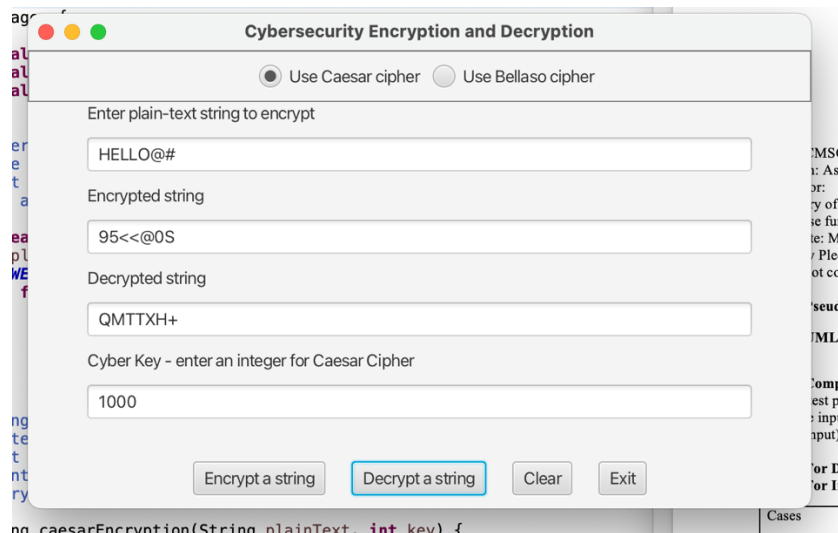 age f
Cybersecurity Encryption and Decryption
Use Caesar cipher Use Bellaso cipher
Enter plain-text string to encrypt
HELLO@#
Encrypted string
95<<@0S
Decrypted string
QMTTXH+
Cyber Key - enter an integer for Caesar Cipher
1000
Encrypt a string Decrypt a string Clear Exit
ng caesarEncryption(String plainText, int key) {
Cases